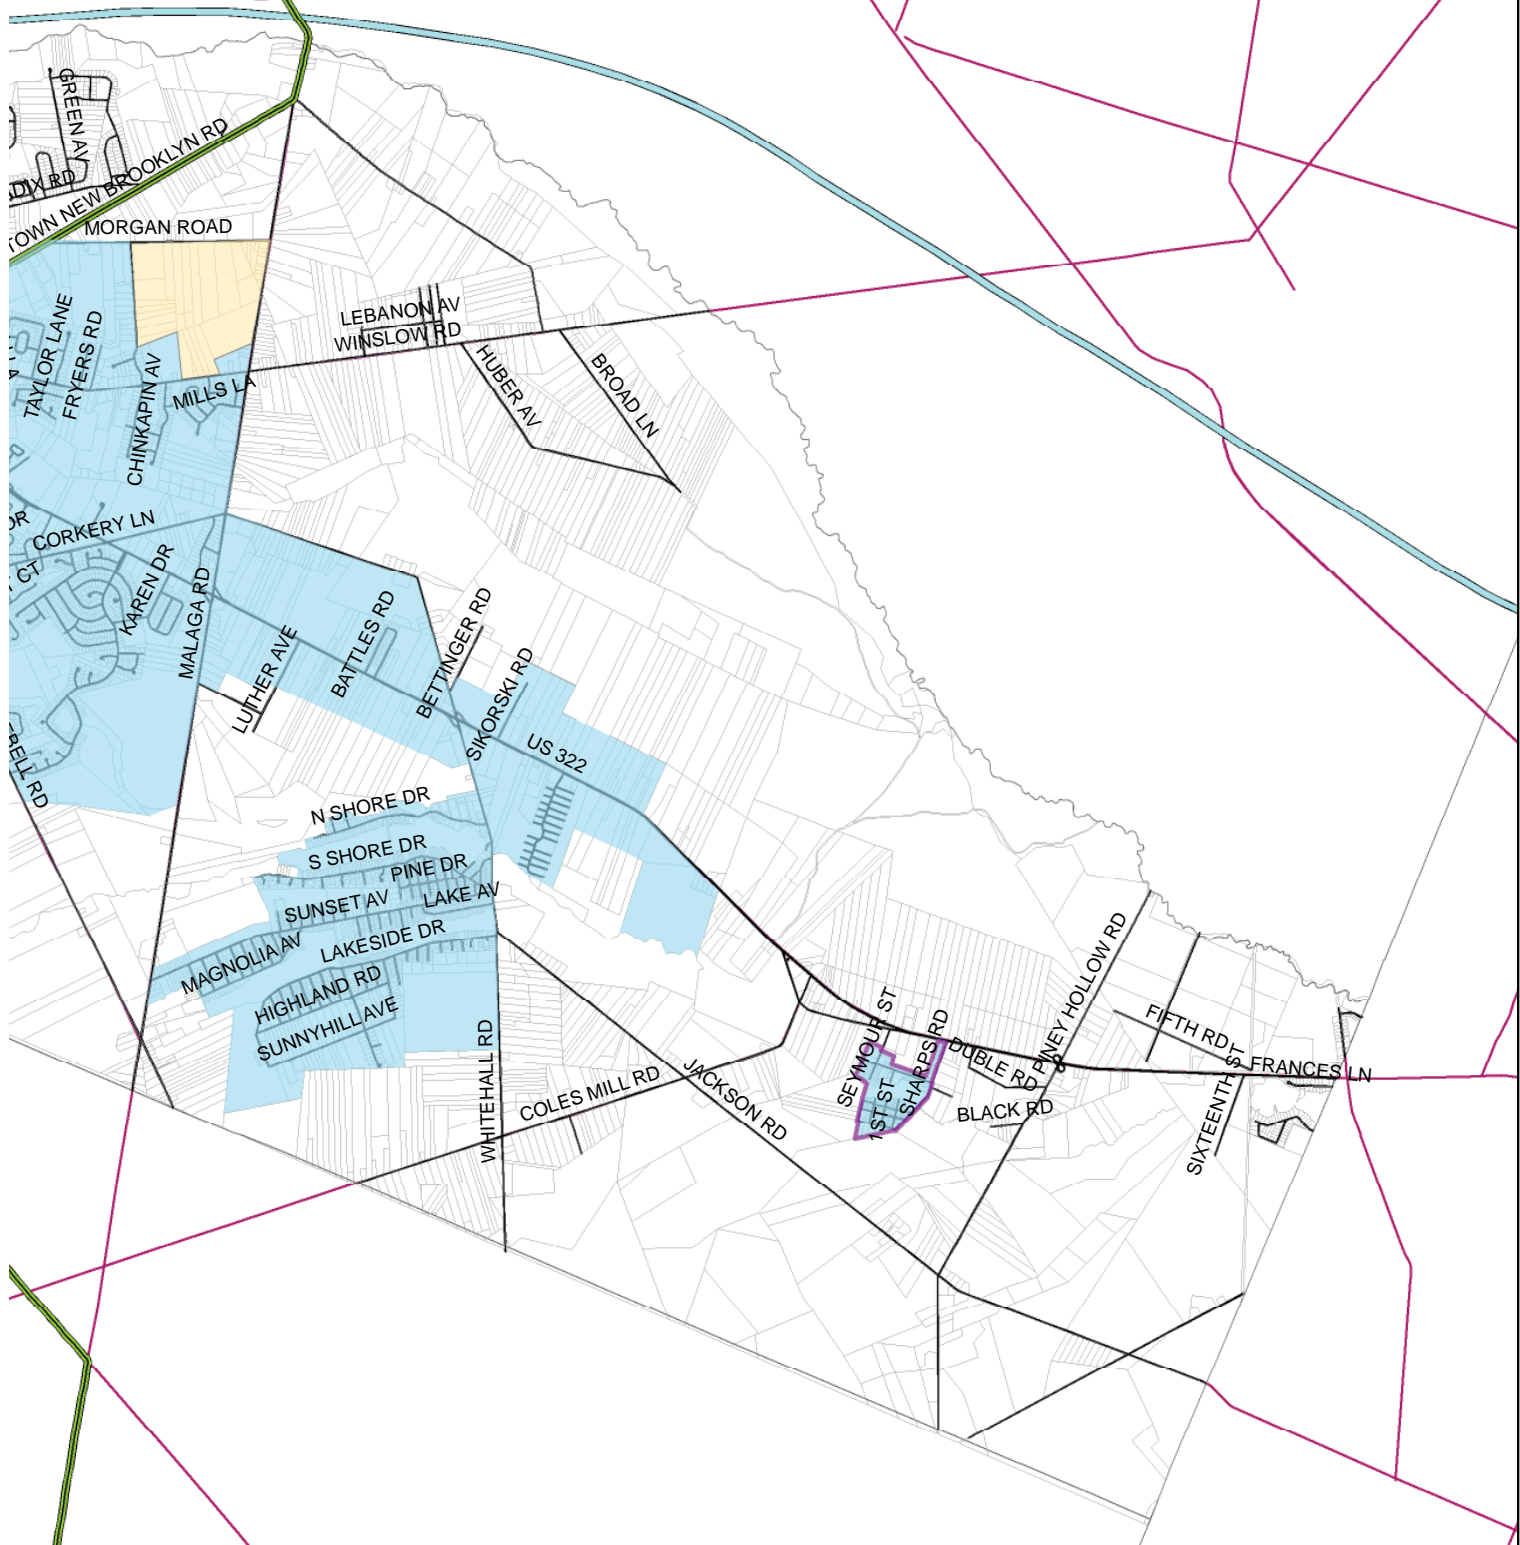 GREEN AV
TOWN NEW BROOKLYN RD
MORGAN ROAD
TAYLOR LANE
FRYERS RD
LEBANON AV
WINSLOW RD
CHINKAPIN AV
MILLS LA
HUBER AV
BROAD LN
CORKERY LN
CT
KAREN DR
MALAGA RD
LUTHER AVE
BATTLES RD
BETTINGER RD
SIKORSKI RD
US 322
N SHORE DR
S SHORE DR
PINE DR
SUNSET AV
LAKE AV
MAGNOLIA AV
LAKESIDE DR
HIGHLAND RD
SUNNYHILL AVE
WHITEHALL RD
COLES MILL RD
JACKSON RD
SEYMOUR ST
1ST ST
SHARPS RD
DUBLE RD
PINEY HOLLOW RD
BLACK RD
FIFTH RD
SIXTEENTH ST
FRANCES LN